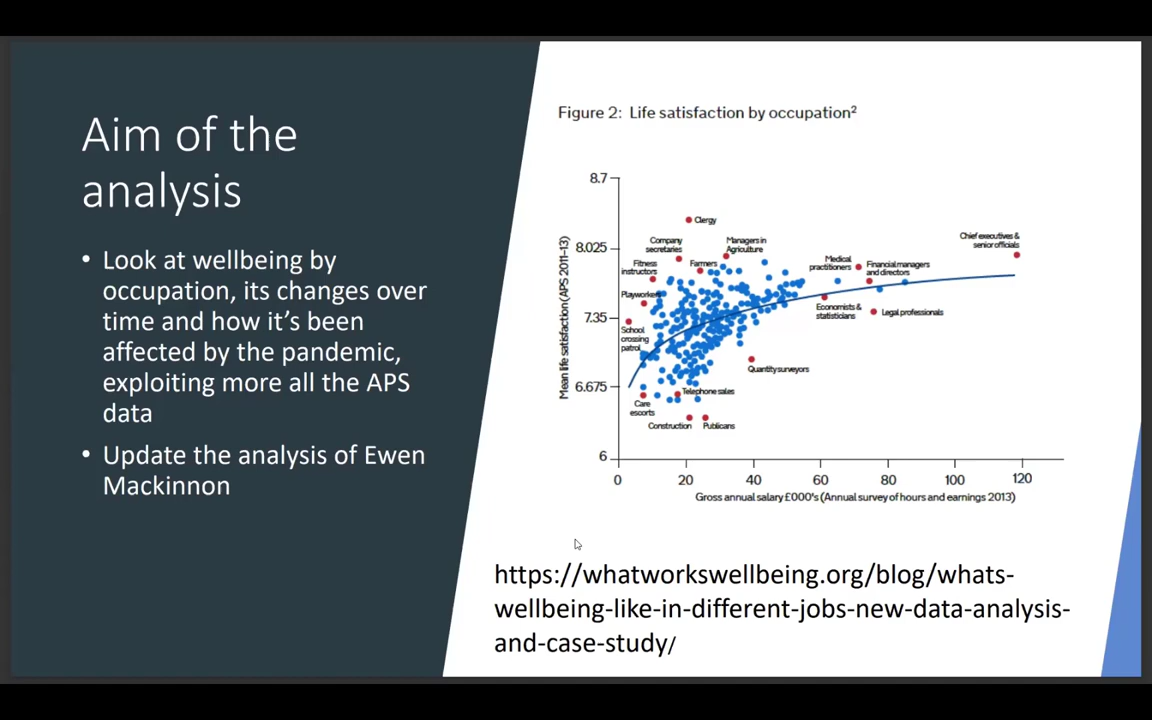 Aim of the
analysis
• Look at wellbeing by
occupation, its changes over
time and how it's been
affected by the pandemic,
exploiting more all the APS
data
• Update the analysis of Ewen
Mackinnon
Figure 2: Life satisfaction by occupation²
Mean life satisfaction (APS 2011-13)
8.7
8.025
7.35
6.675
6
Clergy
Company
secretaries
Managers in
Agriculture
Fitness
instructors
Farmers
Playworkers
School
crossing
patrol
Medical
practitioners
Financial managers
and directors
Chief executives &
senior officials
Economists &
statisticians
Legal professionals
Quantity surveyors
Telephone sales
Care
escorts
Construction
Publicans
0 20 40 60 80 100 120
Gross annual salary £000's (Annual survey of hours and earnings 2013)
https://whatworkswellbeing.org/blog/whats-
wellbeing-like-in-different-jobs-new-data-analysis-
and-case-study/